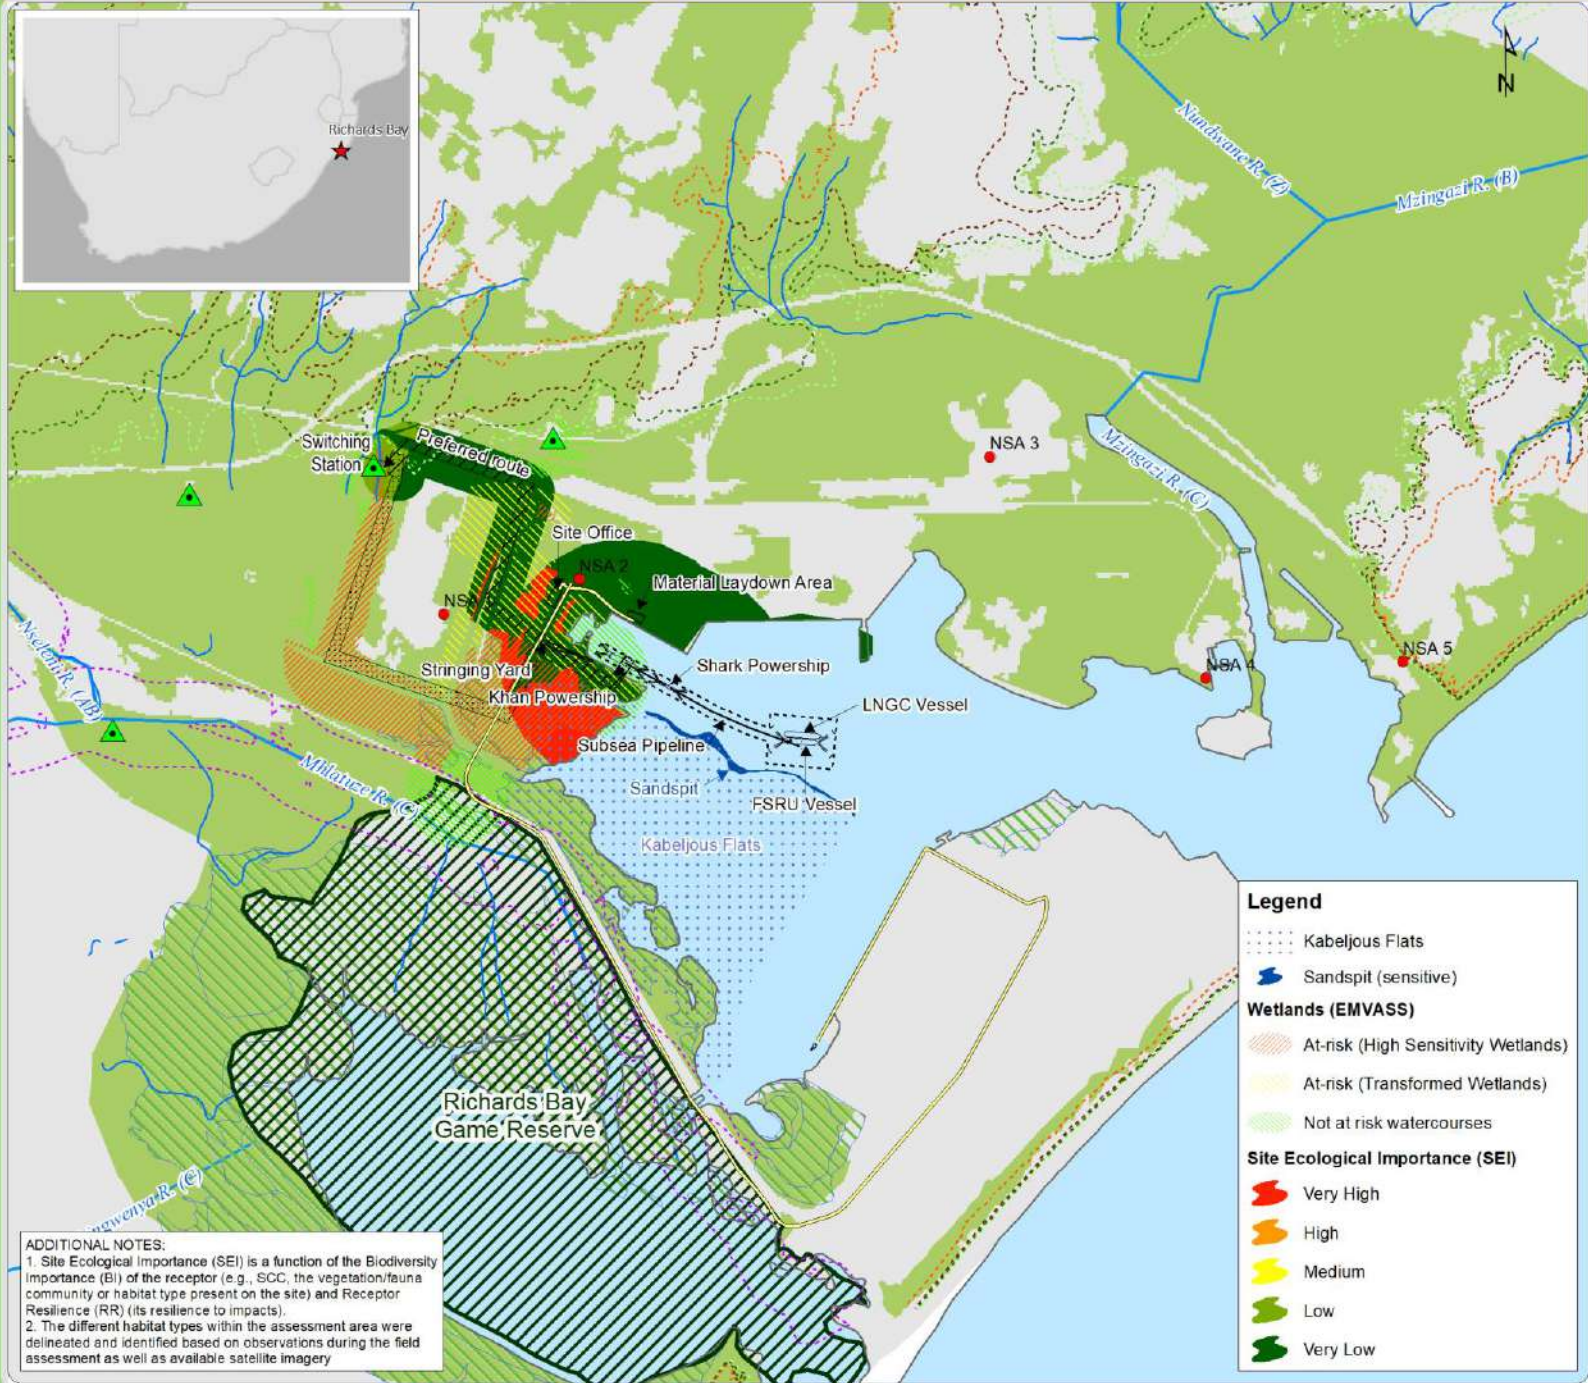 Richards Bay
N
Nundwane R. (Z)
Mzingazi R. (B)
Switching
Station
Preferred route
NSA 3
Mzingazi R. (C)
Site Office
NSA 2
Material Laydown Area
NSA
Nseleni R. (AB)
Stringing Yard
Shark Powership
NSA 4
NSA 5
Khan Powership
LNGC Vessel
Subsea Pipeline
Mhlatuze R. (C)
Sandspit
FSRU Vessel
Kabeljous Flats
Richards Bay
Game Reserve
ingwenya R. (C)
Legend
Kabeljous Flats
Sandspit (sensitive)
Wetlands (EMVASS)
At-risk (High Sensitivity Wetlands)
At-risk (Transformed Wetlands)
Not at risk watercourses
Site Ecological Importance (SEI)
Very High
High
Medium
Low
Very Low
ADDITIONAL NOTES:
1. Site Ecological Importance (SEI) is a function of the Biodiversity
Importance (BI) of the receptor (e.g., SCC, the vegetation/fauna
community or habitat type present on the site) and Receptor
Resilience (RR) (its resilience to impacts).
2. The different habitat types within the assessment area were
delineated and identified based on observations during the field
assessment as well as available satellite imagery